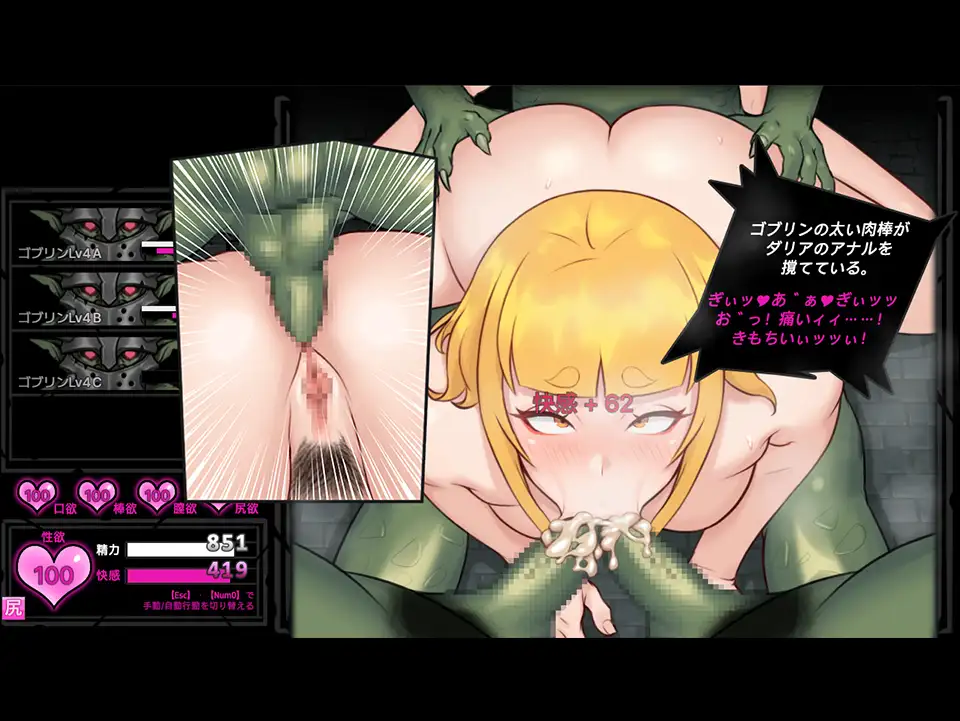 ゴブリンの太い肉棒が
ダリアのアナルを
撹てている。
ぎぃッ♥あ゛ぁ♥ぎぃッッ
お゛っ！痛いィィ……！
きもちいぃッッぃ！
快感 + 62
ゴブリンLv4 A
ゴブリンLv4 B
ゴブリンLv4 C
100 口欲 100 棒欲 100 膣欲 尻欲
性欲
100
精力 851
快感 419
【Esc】・【Num0】で
手動/自動行動を切り替える
尻